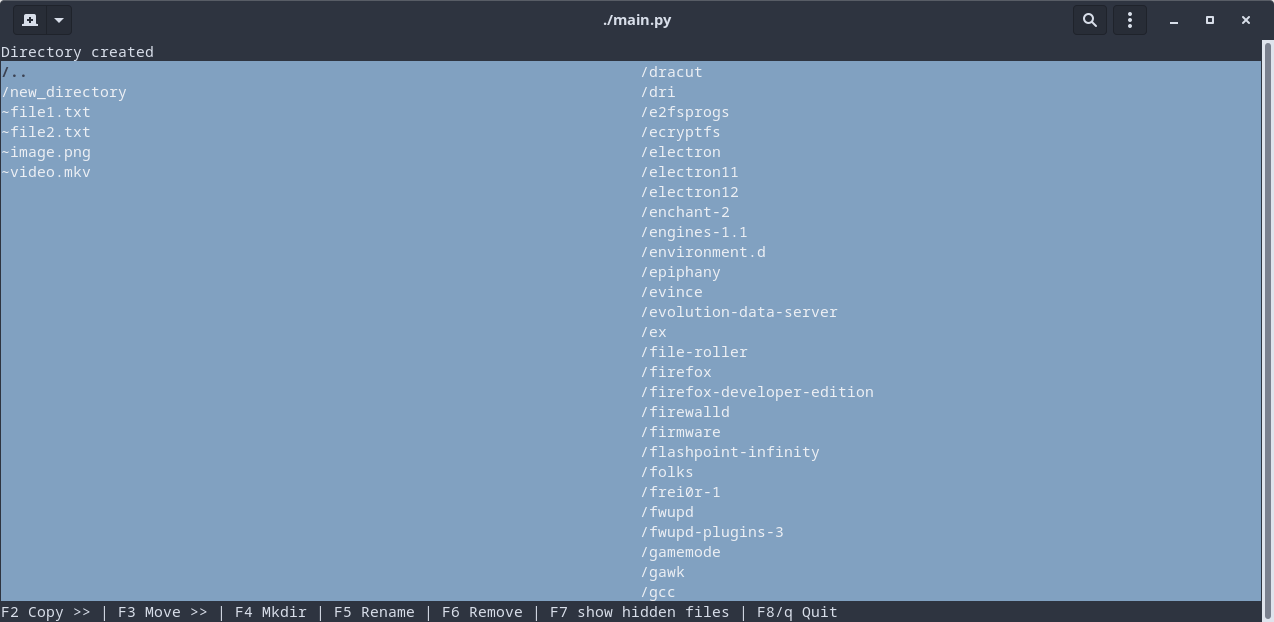 ./main.py
Directory created
/..
/new_directory
~file1.txt
~file2.txt
~image.png
~video.mkv
/dracut
/dri
/e2fsprogs
/ecryptfs
/electron
/electron11
/electron12
/enchant-2
/engines-1.1
/environment.d
/epiphany
/evince
/evolution-data-server
/ex
/file-roller
/firefox
/firefox-developer-edition
/firewalld
/firmware
/flashpoint-infinity
/folks
/frei0r-1
/fwupd
/fwupd-plugins-3
/gamemode
/gawk
/gcc
F2 Copy >> | F3 Move >> | F4 Mkdir | F5 Rename | F6 Remove | F7 show hidden files | F8/q Quit